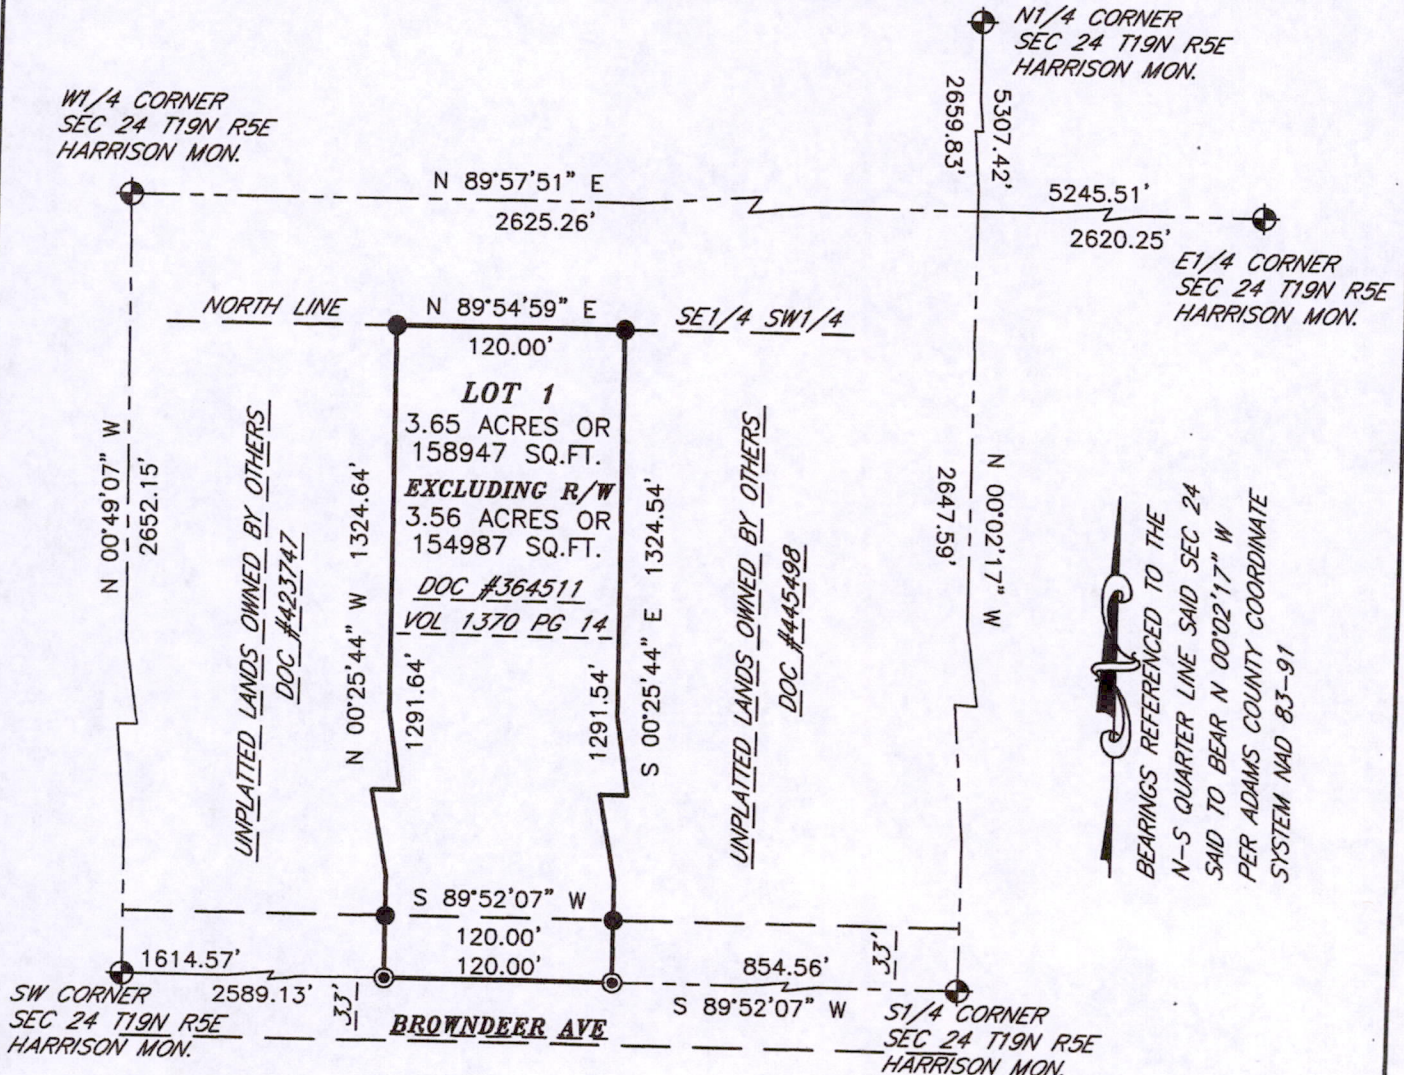 N1/4 CORNER
SEC 24 T19N R5E
HARRISON MON.
W1/4 CORNER
SEC 24 T19N R5E
HARRISON MON.
2659.83'
5307.42'
N 89°57'51" E
2625.26'
5245.51'
2620.25'
E1/4 CORNER
SEC 24 T19N R5E
HARRISON MON.
NORTH LINE
N 89°54'59" E
SE1/4 SW1/4
120.00'
LOT 1
3.65 ACRES OR
158947 SQ.FT.
EXCLUDING R/W
3.56 ACRES OR
154987 SQ.FT.
DOC #364511
VOL 1370 PG 14
N 00°49'07" W
2652.15'
UNPLATTED LANDS OWNED BY OTHERS
DOC #423747
N 00°25'44" W 1324.64'
1291.64'
1291.54'
S 00°25'44" E 1324.54'
UNPLATTED LANDS OWNED BY OTHERS
DOC #445498
2647.59'
N 00°02'17" W
BEARINGS REFERENCED TO THE
N-S QUARTER LINE SAID SEC 24
SAID TO BEAR N 00°02'17" W
PER ADAMS COUNTY COORDINATE
SYSTEM NAD 83-91
S 89°52'07" W
120.00'
120.00'
1614.57'
2589.13'
33'
854.56'
33'
S 89°52'07" W
SW CORNER
SEC 24 T19N R5E
HARRISON MON.
BROWNDEER AVE
S1/4 CORNER
SEC 24 T19N R5E
HARRISON MON.